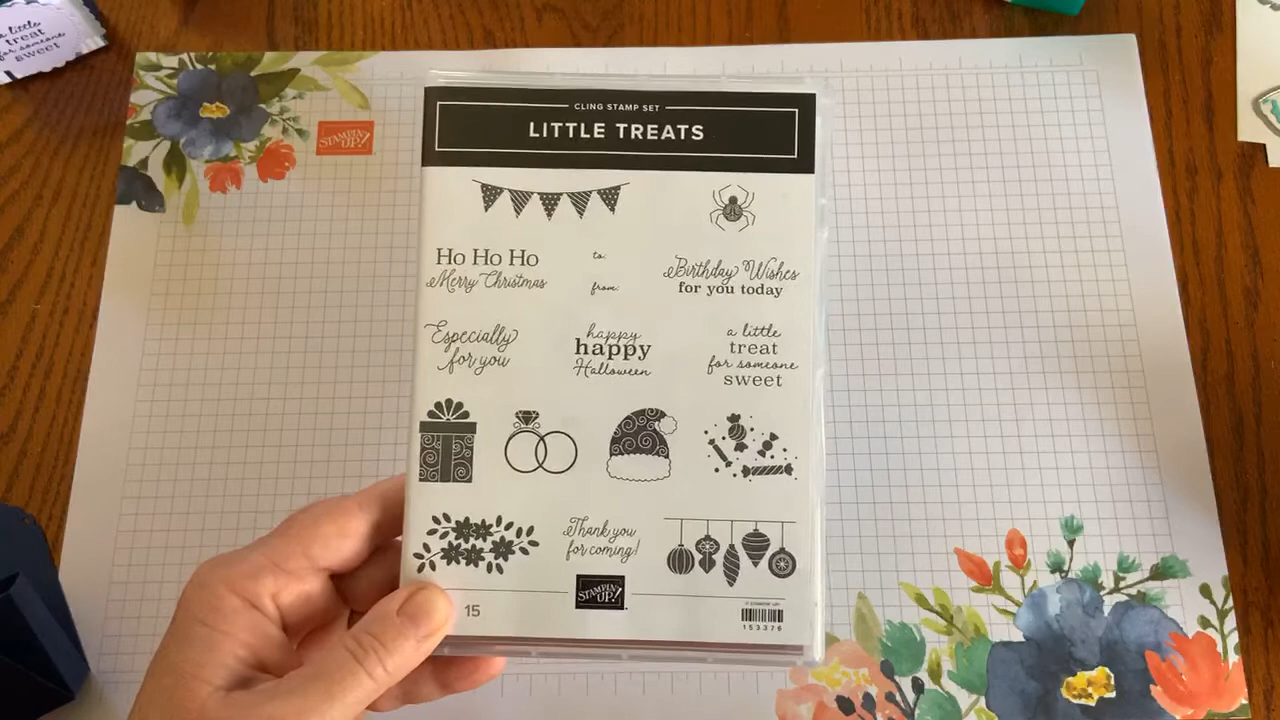 a little
treat
for someone
sweet
STAMPIN' UP!
CLING STAMP SET
LITTLE TREATS
Ho Ho Ho
Merry Christmas
to:
from:
Birthday Wishes
for you today
Especially
for you
happy
happy
Halloween
a little
treat
for someone
sweet
Thank you
for coming!
STAMPIN' UP!
15
© STAMPIN' UP!
153376